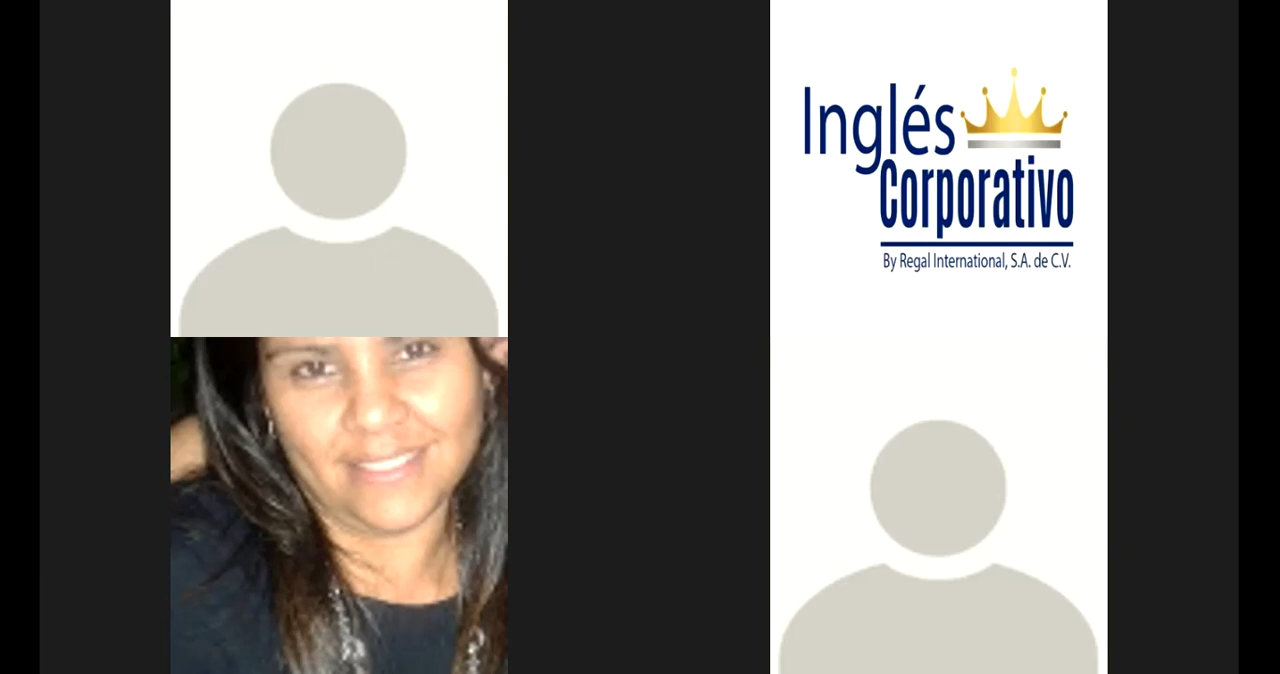 Inglés
Corporativo
By Regal International, S.A. de C.V.